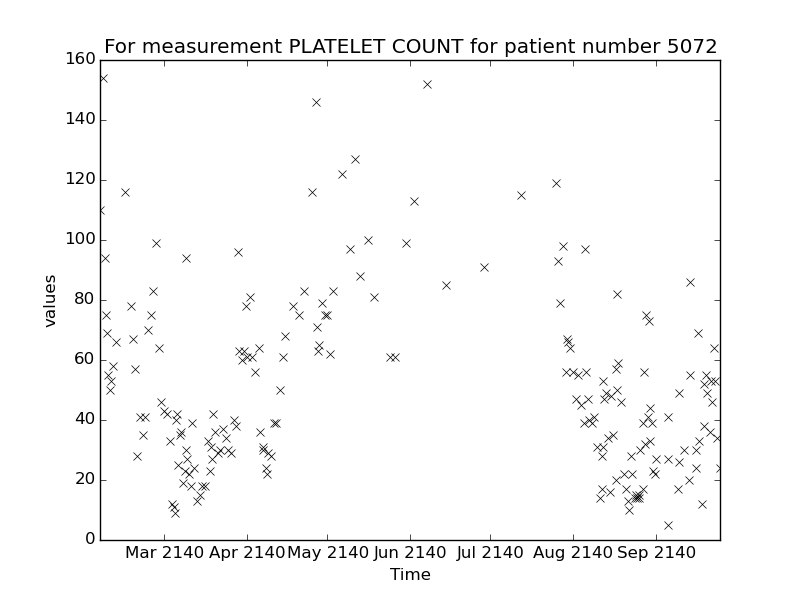 For measurement PLATELET COUNT for patient number 5072
160
140
120
100
80
60
40
20
0
values
Mar 2140 Apr 2140 May 2140 Jun 2140 Jul 2140 Aug 2140 Sep 2140
Time